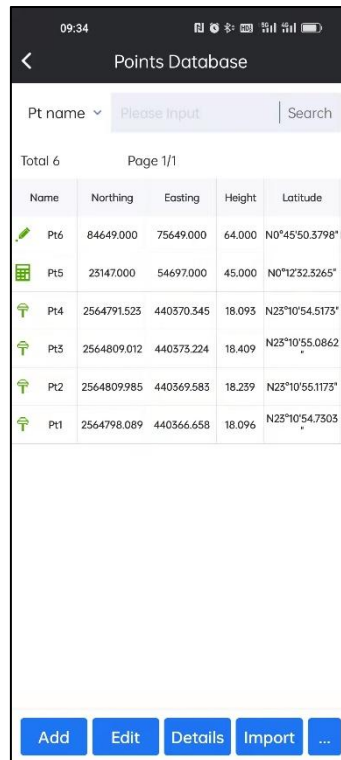 09:34
Points Database
Pt name Please Input Search
Total 6 Page 1/1
Name Northing Easting Height Latitude
Pt6 84649.000 75649.000 64.000 N0°45'50.3798"
Pt5 23147.000 54697.000 45.000 N0°12'32.3265"
Pt4 2564791.523 440370.345 18.093 N23°10'54.5173"
Pt3 2564809.012 440373.224 18.409 N23°10'55.0862
"
Pt2 2564809.985 440369.583 18.239 N23°10'55.1173"
Pt1 2564798.089 440366.658 18.096 N23°10'54.7303
"
Add Edit Details Import ...